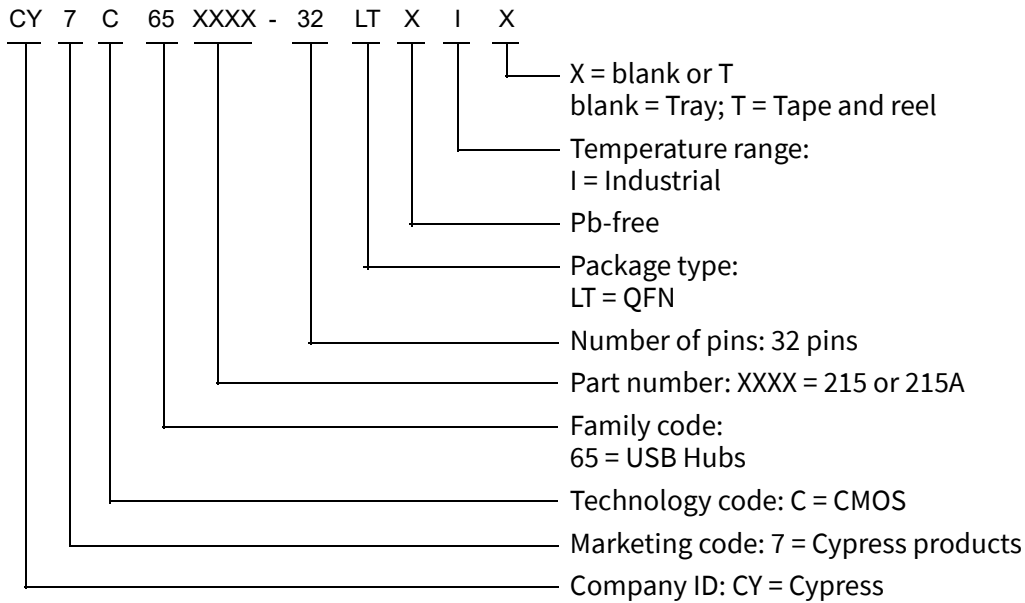 CY 7 C 65 XXXX - 32 LT X I X
X = blank or T
blank = Tray; T = Tape and reel
Temperature range:
I = Industrial
Pb-free
Package type:
LT = QFN
Number of pins: 32 pins
Part number: XXXX = 215 or 215A
Family code:
65 = USB Hubs
Technology code: C = CMOS
Marketing code: 7 = Cypress products
Company ID: CY = Cypress